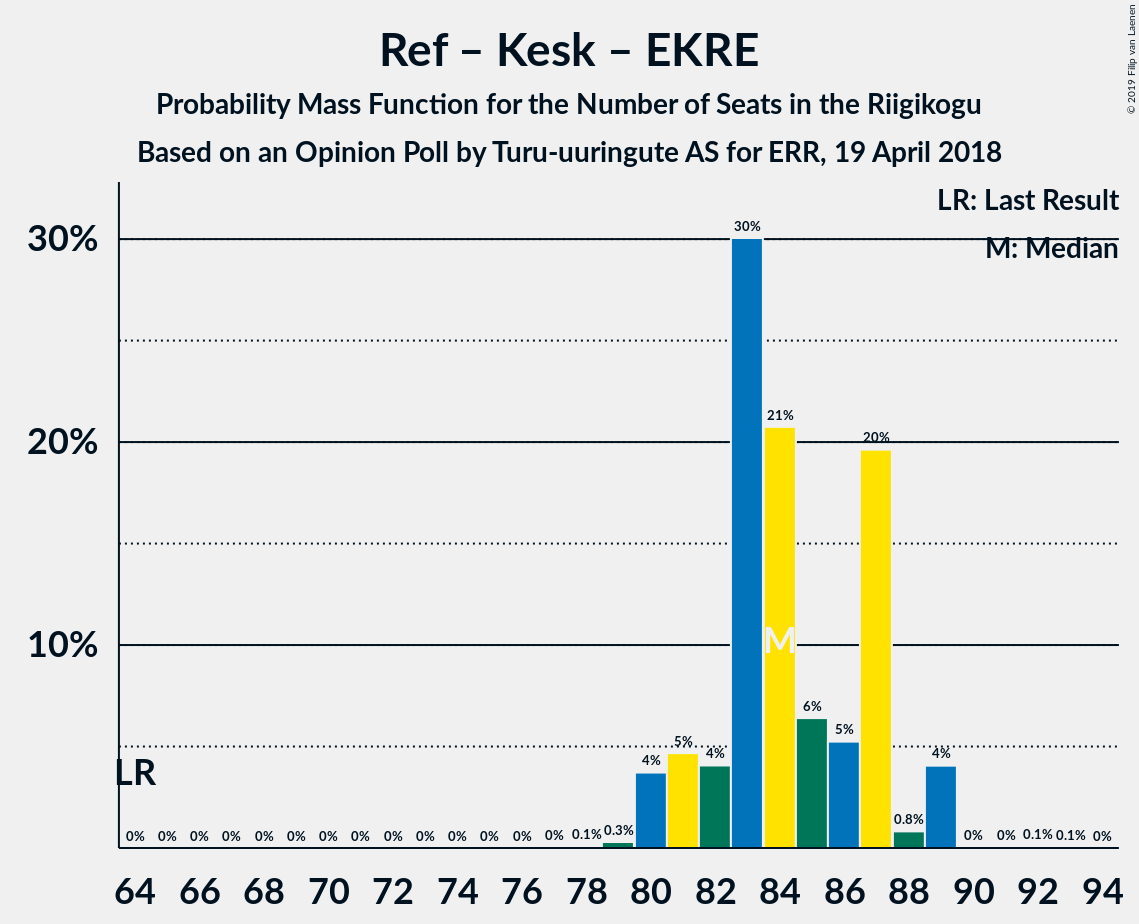 Ref – Kesk – EKRE
Probability Mass Function for the Number of Seats in the Riigikogu
Based on an Opinion Poll by Turu-uuringute AS for ERR, 19 April 2018
© 2019 Filip van Laenen
LR: Last Result
M: Median
30%
20%
10%
LR
M
0% 0% 0% 0% 0% 0% 0% 0% 0% 0% 0% 0% 0% 0% 0.1% 0.3% 4% 5% 4% 30% 21% 6% 5% 20% 0.8% 4% 0% 0% 0.1% 0.1% 0%
64 66 68 70 72 74 76 78 80 82 84 86 88 90 92 94